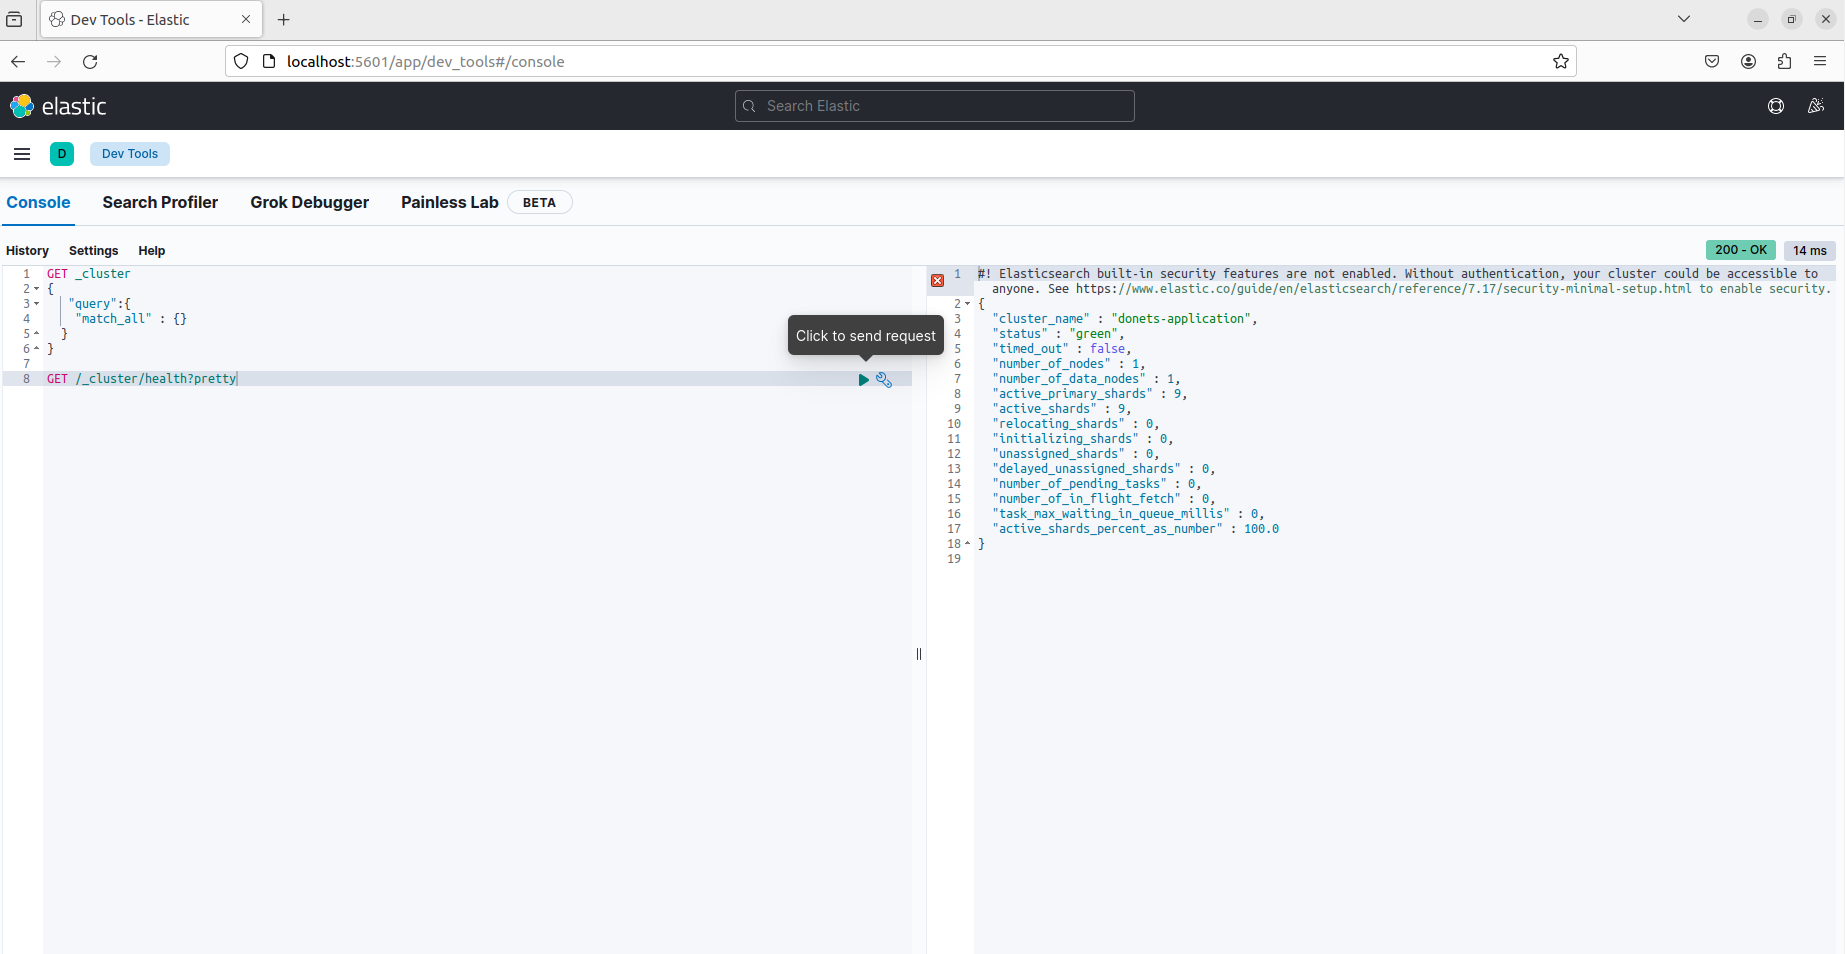 Dev Tools - Elastic
localhost:5601/app/dev_tools#/console
elastic
Search Elastic
D
Dev Tools
Console
Search Profiler
Grok Debugger
Painless Lab
BETA
History
Settings
Help
200 - OK
14 ms
1 GET _cluster
2 {
3 "query":{
4 "match_all" : {}
5 }
6 }
7
8 GET /_cluster/health?pretty
Click to send request
1 #! Elasticsearch built-in security features are not enabled. Without authentication, your cluster could be accessible to
anyone. See https://www.elastic.co/guide/en/elasticsearch/reference/7.17/security-minimal-setup.html to enable security.
2 {
3 "cluster_name" : "donets-application",
4 "status" : "green",
5 "timed_out" : false,
6 "number_of_nodes" : 1,
7 "number_of_data_nodes" : 1,
8 "active_primary_shards" : 9,
9 "active_shards" : 9,
10 "relocating_shards" : 0,
11 "initializing_shards" : 0,
12 "unassigned_shards" : 0,
13 "delayed_unassigned_shards" : 0,
14 "number_of_pending_tasks" : 0,
15 "number_of_in_flight_fetch" : 0,
16 "task_max_waiting_in_queue_millis" : 0,
17 "active_shards_percent_as_number" : 100.0
18 }
19